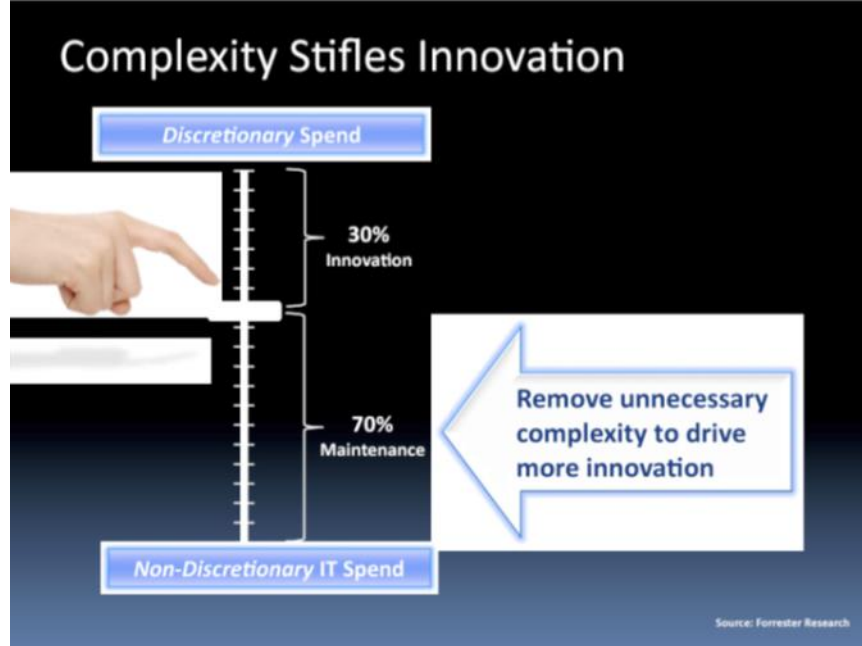 Complexity Stifles Innovation
Discretionary Spend
30%
Innovation
70%
Maintenance
Remove unnecessary
complexity to drive
more innovation
Non-Discretionary IT Spend
Source: Forrester Research